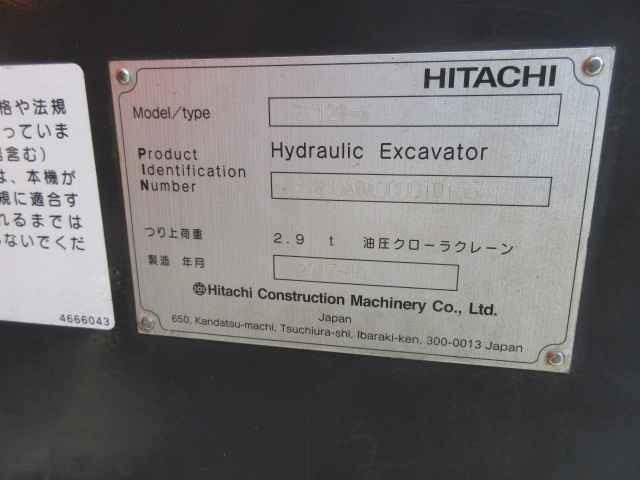 格や法規
っていま
含む)
は、本機が
規に適合す
れるまでは
ないでくだ
4666043
HITACHI
Model/type
Product Identification Number
Hydraulic Excavator
つり上荷重 2.9 t 油圧クローラクレーン
製造 年月
Hitachi Construction Machinery Co., Ltd.
Japan
650, Kandatsu-machi, Tsuchiura-shi, Ibaraki-ken, 300-0013 Japan